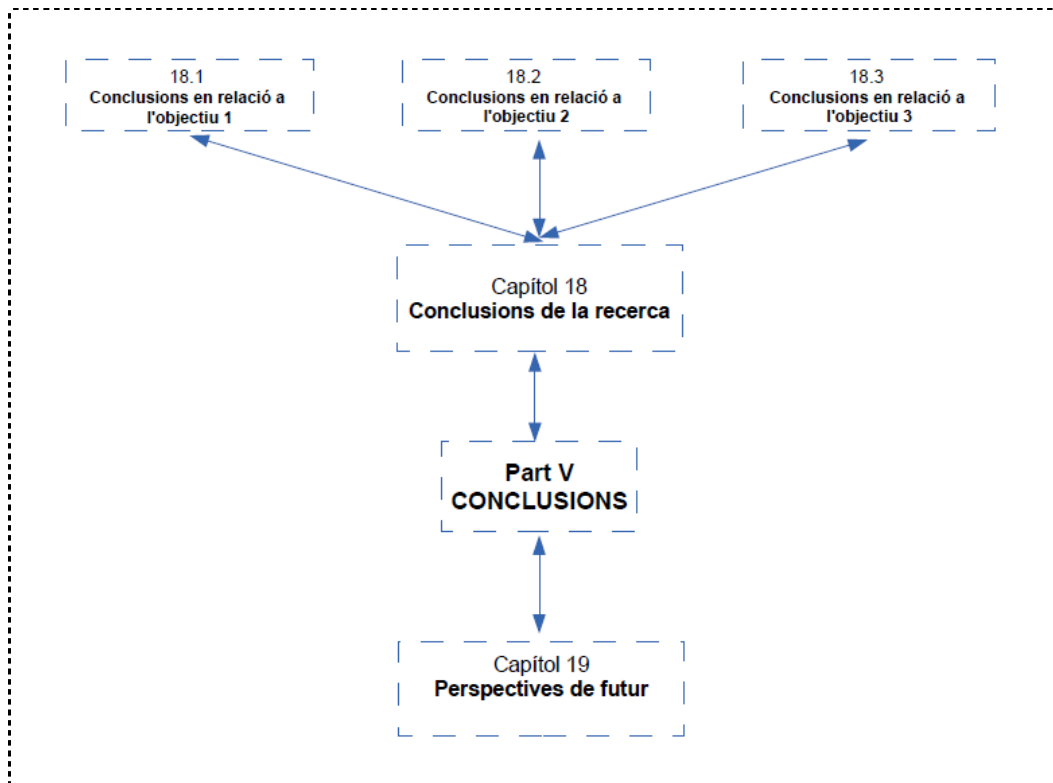 18.1
Conclusions en relació a
l'objectiu 1
18.2
Conclusions en relació a
l'objectiu 2
18.3
Conclusions en relació a
l'objectiu 3
Capítol 18
Conclusions de la recerca
Part V
CONCLUSIONS
Capítol 19
Perspectives de futur